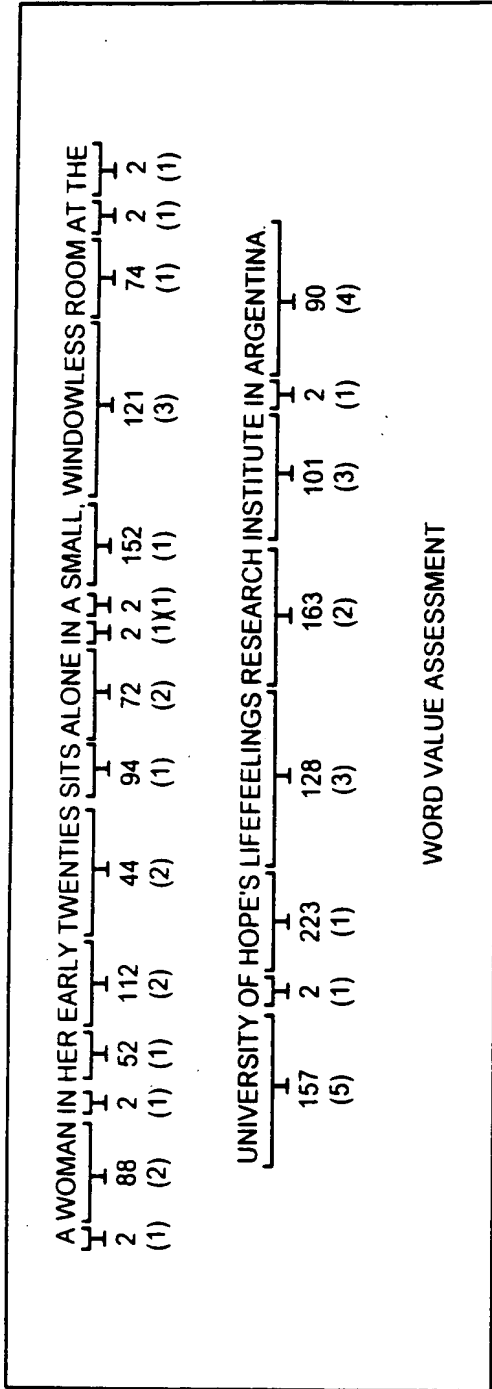 A WOMAN IN HER EARLY TWENTIES SITS ALONE IN A SMALL, WINDOWLESS ROOM AT THE
2 88 2 52 112 44 94 72 2 2 152 121 74 2 2
(1) (2) (1) (1) (2) (2) (1) (2) (1)(1) (1) (3) (1) (1) (1)
UNIVERSITY OF HOPE'S LIFEFEELINGS RESEARCH INSTITUTE IN ARGENTINA.
157 2 223 128 163 101 2 90
(5) (1) (1) (3) (2) (3) (1) (4)
WORD VALUE ASSESSMENT